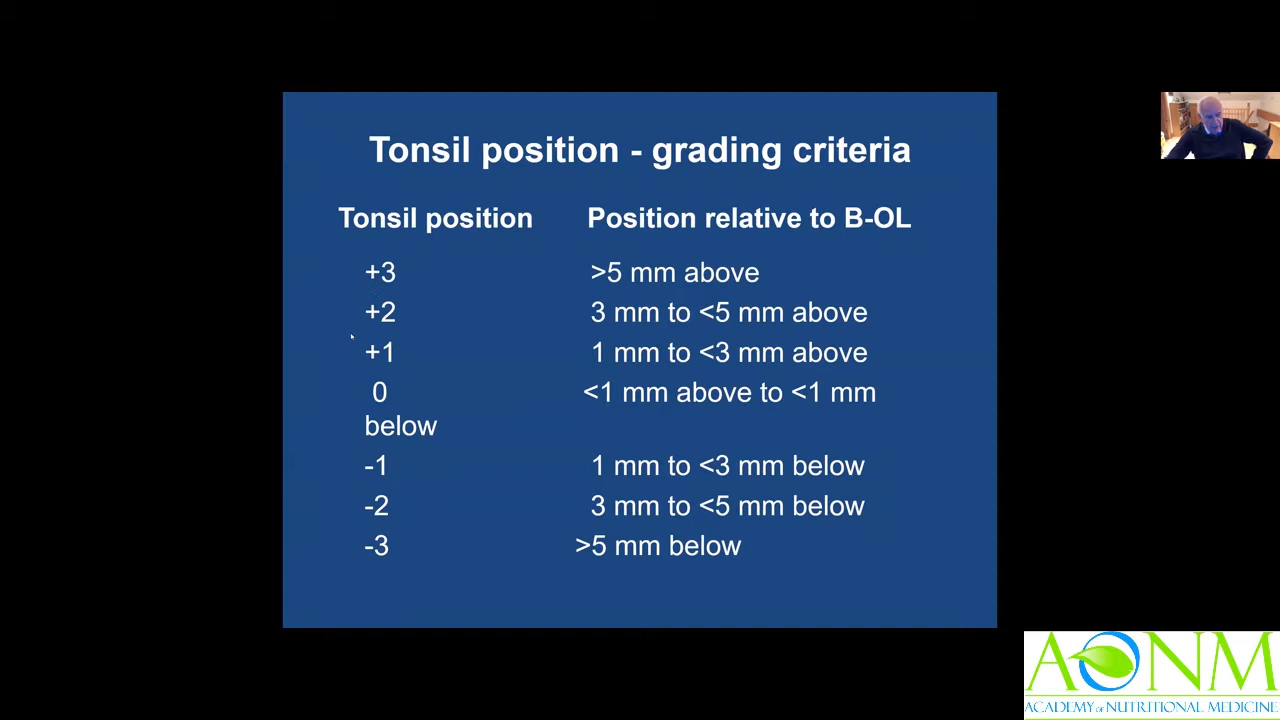 Tonsil position - grading criteria
Tonsil position Position relative to B-OL
+3 >5 mm above
+2 3 mm to <5 mm above
+1 1 mm to <3 mm above
0 <1 mm above to <1 mm
below
-1 1 mm to <3 mm below
-2 3 mm to <5 mm below
-3 >5 mm below
AONM
ACADEMY OF NUTRITIONAL MEDICINE